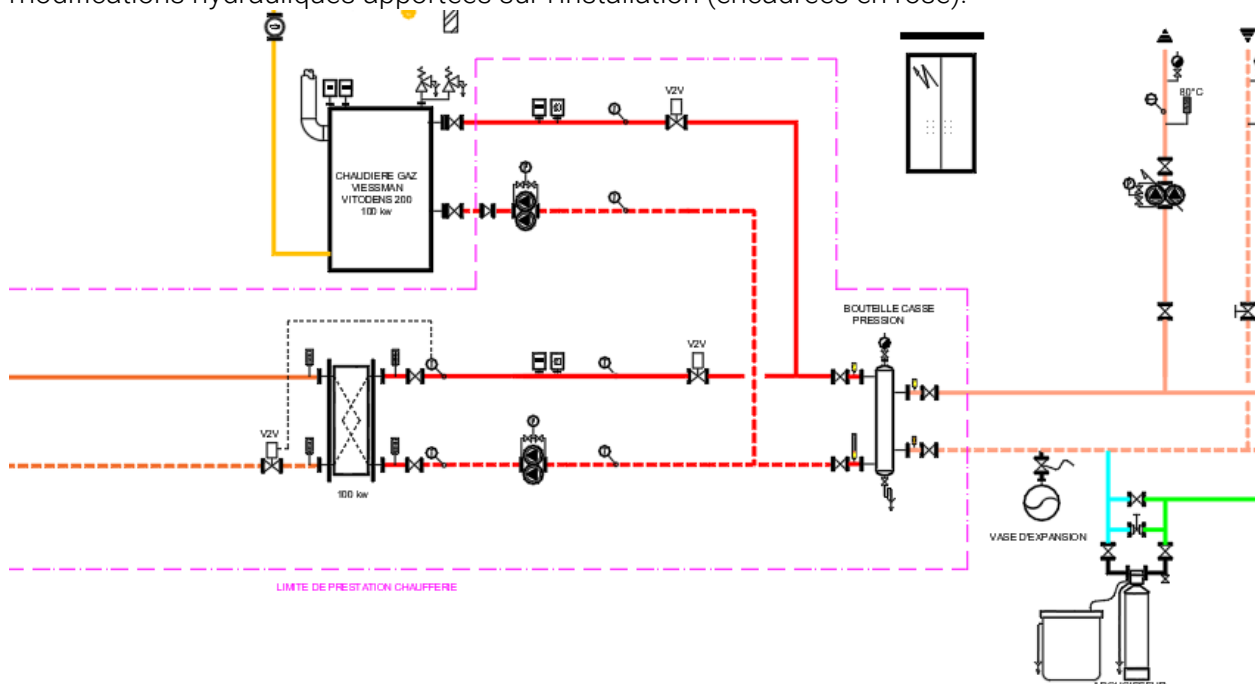 modifications hydrauliques apportées sur l'installation (encadrées en rose).
V2V
80°C
CHAUDIERE GAZ
VIESSMAN
VITODENS 200
100 kw
BOUTEILLE CASSE
PRESSION
V2V
V2V
100 kw
VASE D'EXPANSION
LIMITE DE PRESTATION CHAUFFERIE